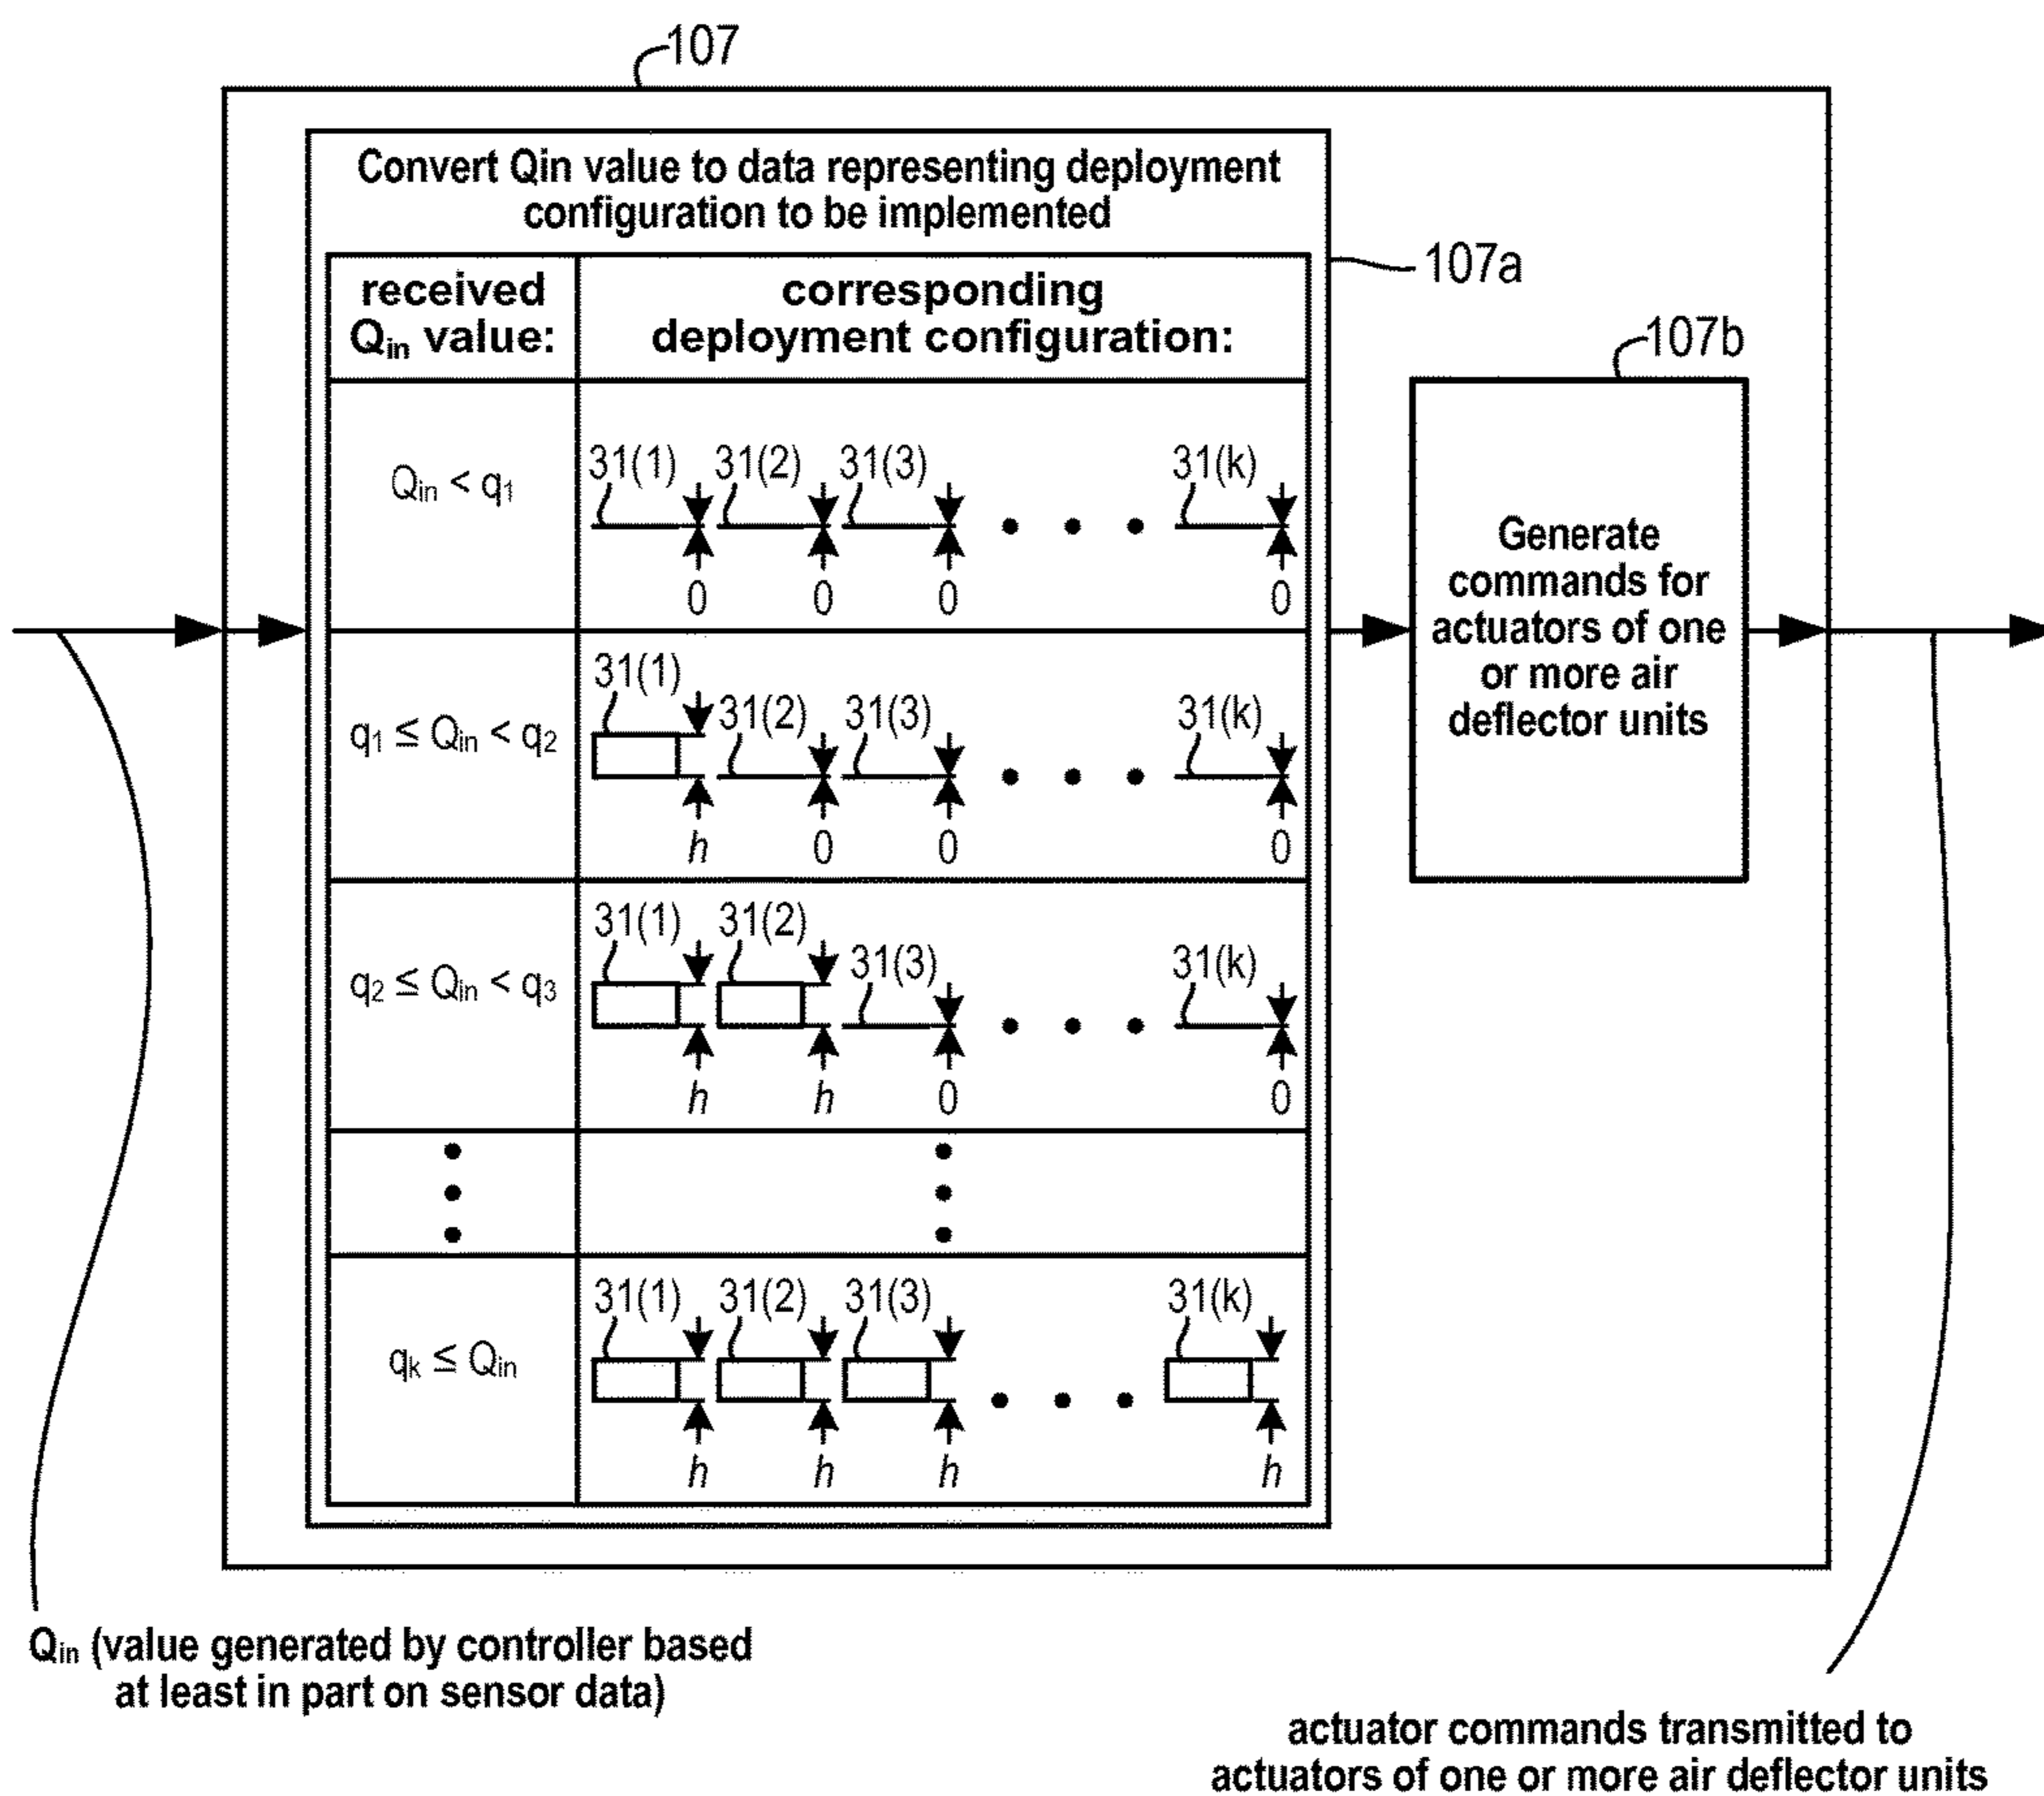 107
Convert Qin value to data representing deployment
configuration to be implemented
107a
received
Qin value:
corresponding
deployment configuration:
107b
Qin < q1
31(1) 31(2) 31(3) 31(k)
0 0 0 0
Generate
commands for
actuators of one
or more air
deflector units
q1 ≤ Qin < q2
31(1) 31(2) 31(3) 31(k)
h 0 0 0
q2 ≤ Qin < q3
31(1) 31(2) 31(3) 31(k)
h h 0 0
qk ≤ Qin
31(1) 31(2) 31(3) 31(k)
h h h h
Qin (value generated by controller based
at least in part on sensor data)
actuator commands transmitted to
actuators of one or more air deflector units